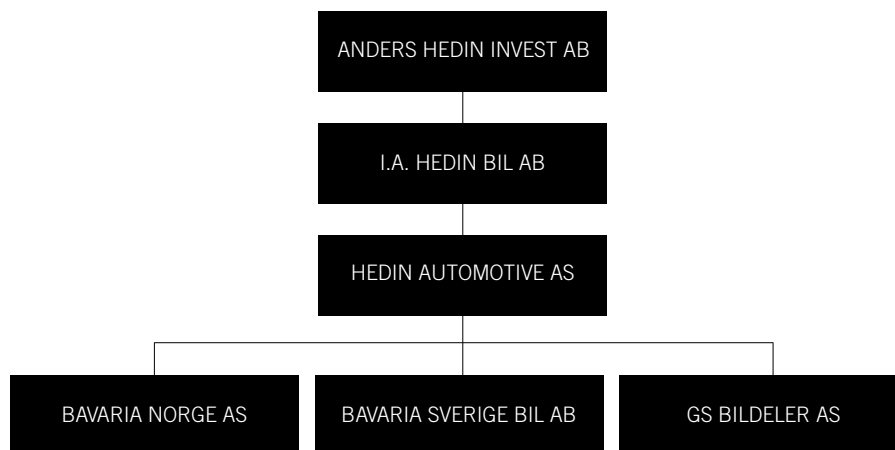 ANDERS HEDIN INVEST AB
I.A. HEDIN BIL AB
HEDIN AUTOMOTIVE AS
BAVARIA NORGE AS
BAVARIA SVERIGE BIL AB
GS BILDELER AS